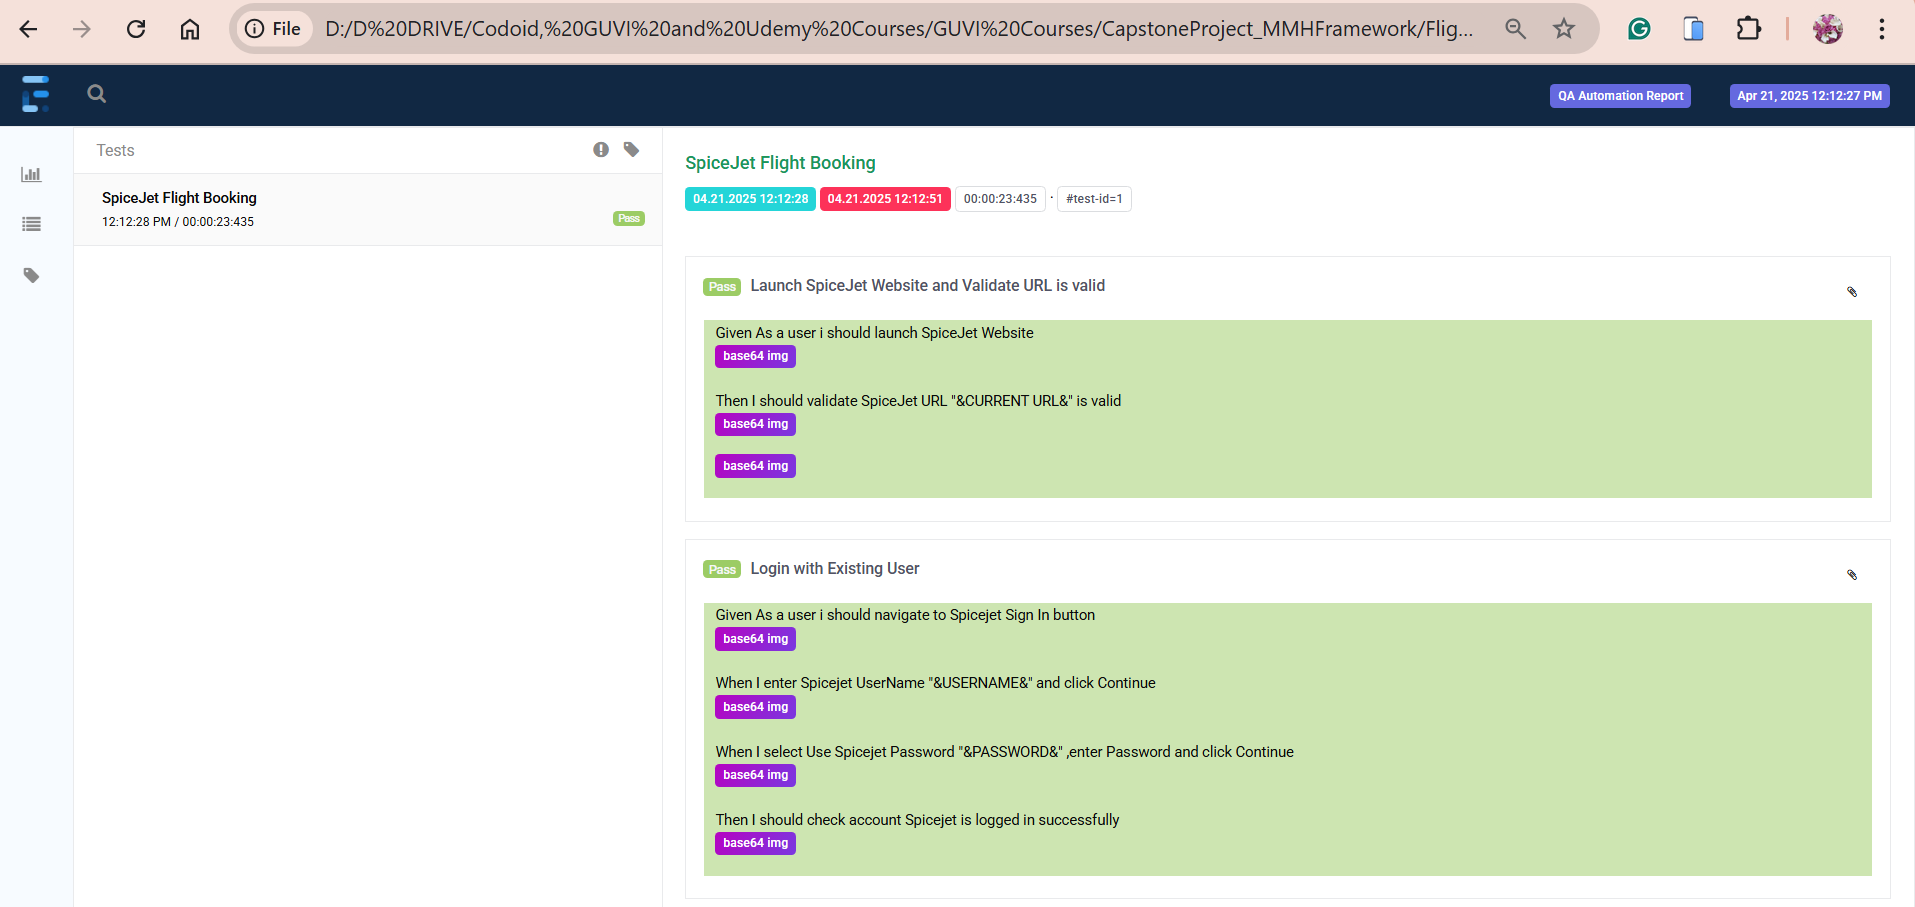 File
D:/D%20DRIVE/Codoid,%20GUVI%20and%20Udemy%20Courses/GUVI%20Courses/CapstoneProject_MMHFramework/Flig...
QA Automation Report
Apr 21, 2025 12:12:27 PM
Tests
SpiceJet Flight Booking
12:12:28 PM / 00:00:23:435
Pass
SpiceJet Flight Booking
04.21.2025 12:12:28 04.21.2025 12:12:51 00:00:23:435 · #test-id=1
Pass Launch SpiceJet Website and Validate URL is valid
Given As a user i should launch SpiceJet Website
base64 img
Then I should validate SpiceJet URL "&CURRENT URL&" is valid
base64 img
base64 img
Pass Login with Existing User
Given As a user i should navigate to Spicejet Sign In button
base64 img
When I enter Spicejet UserName "&USERNAME&" and click Continue
base64 img
When I select Use Spicejet Password "&PASSWORD&" ,enter Password and click Continue
base64 img
Then I should check account Spicejet is logged in successfully
base64 img